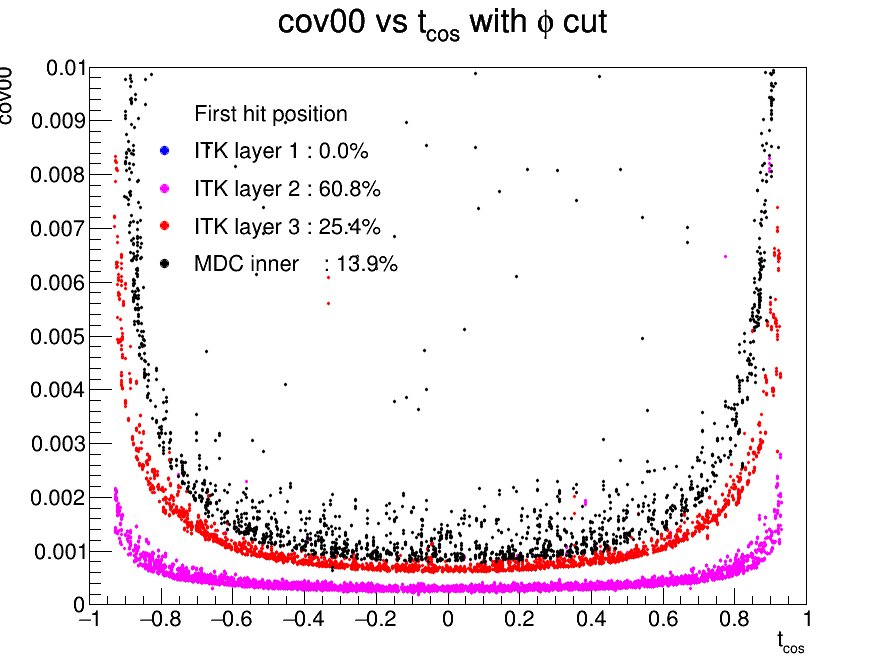 cov00 vs t_cos with ϕ cut
cov00
0.01
0.009
0.008
0.007
0.006
0.005
0.004
0.003
0.002
0.001
0
First hit position
ITK layer 1 : 0.0%
ITK layer 2 : 60.8%
ITK layer 3 : 25.4%
MDC inner : 13.9%
−1 −0.8 −0.6 −0.4 −0.2 0 0.2 0.4 0.6 0.8 1
t_cos